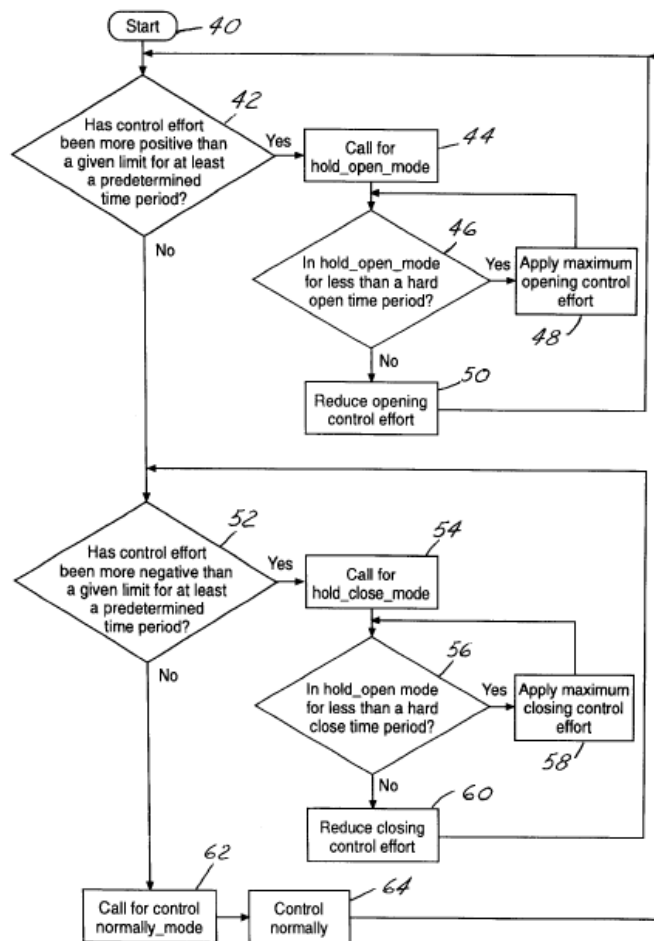 Start
40
42
Has control effort
been more positive than
a given limit for at least
a predetermined
time period?
Yes
Call for
hold_open_mode
44
No
46
In hold_open_mode
for less than a hard
open time period?
Yes
Apply maximum
opening control
effort
48
No
50
Reduce opening
control effort
52
Has control effort
been more negative than
a given limit for at least
a predetermined
time period?
Yes
Call for
hold_close_mode
54
No
56
In hold_open mode
for less than a hard
close time period?
Yes
Apply maximum
closing control
effort
58
No
60
Reduce closing
control effort
62
Call for control
normally_mode
64
Control
normally